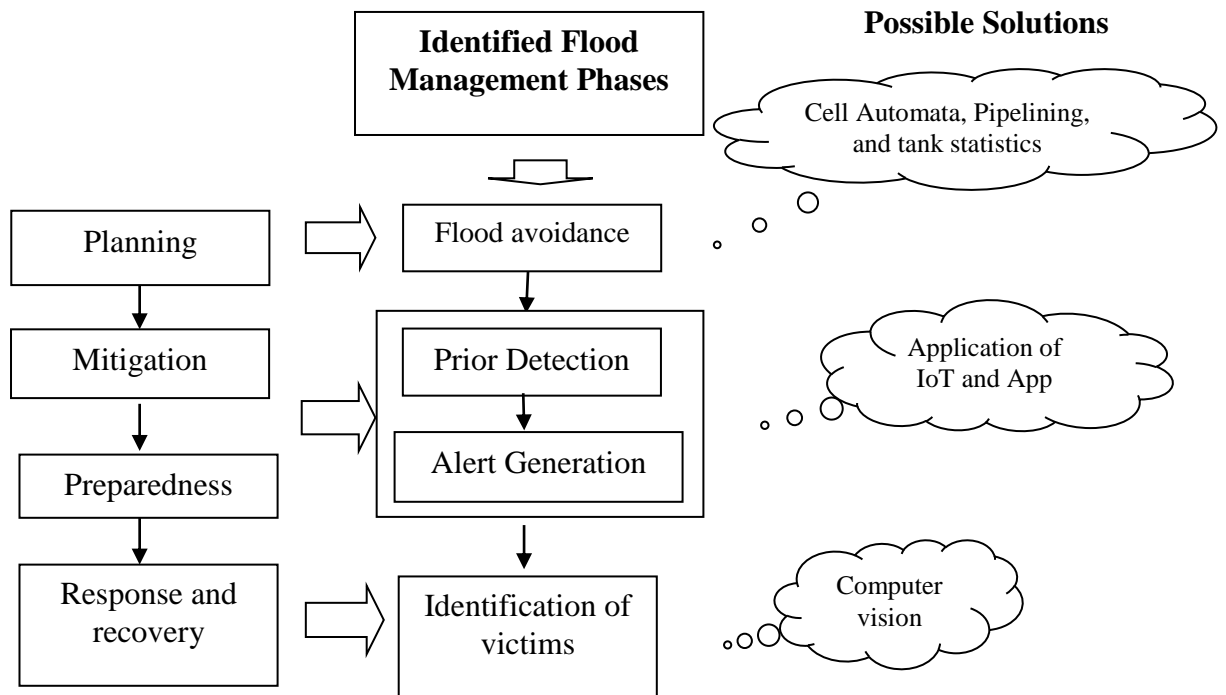 Identified Flood
Management Phases
Possible Solutions
Cell Automata, Pipelining,
and tank statistics
Planning
Flood avoidance
Mitigation
Prior Detection
Application of
IoT and App
Preparedness
Alert Generation
Response and
recovery
Identification of
victims
Computer
vision